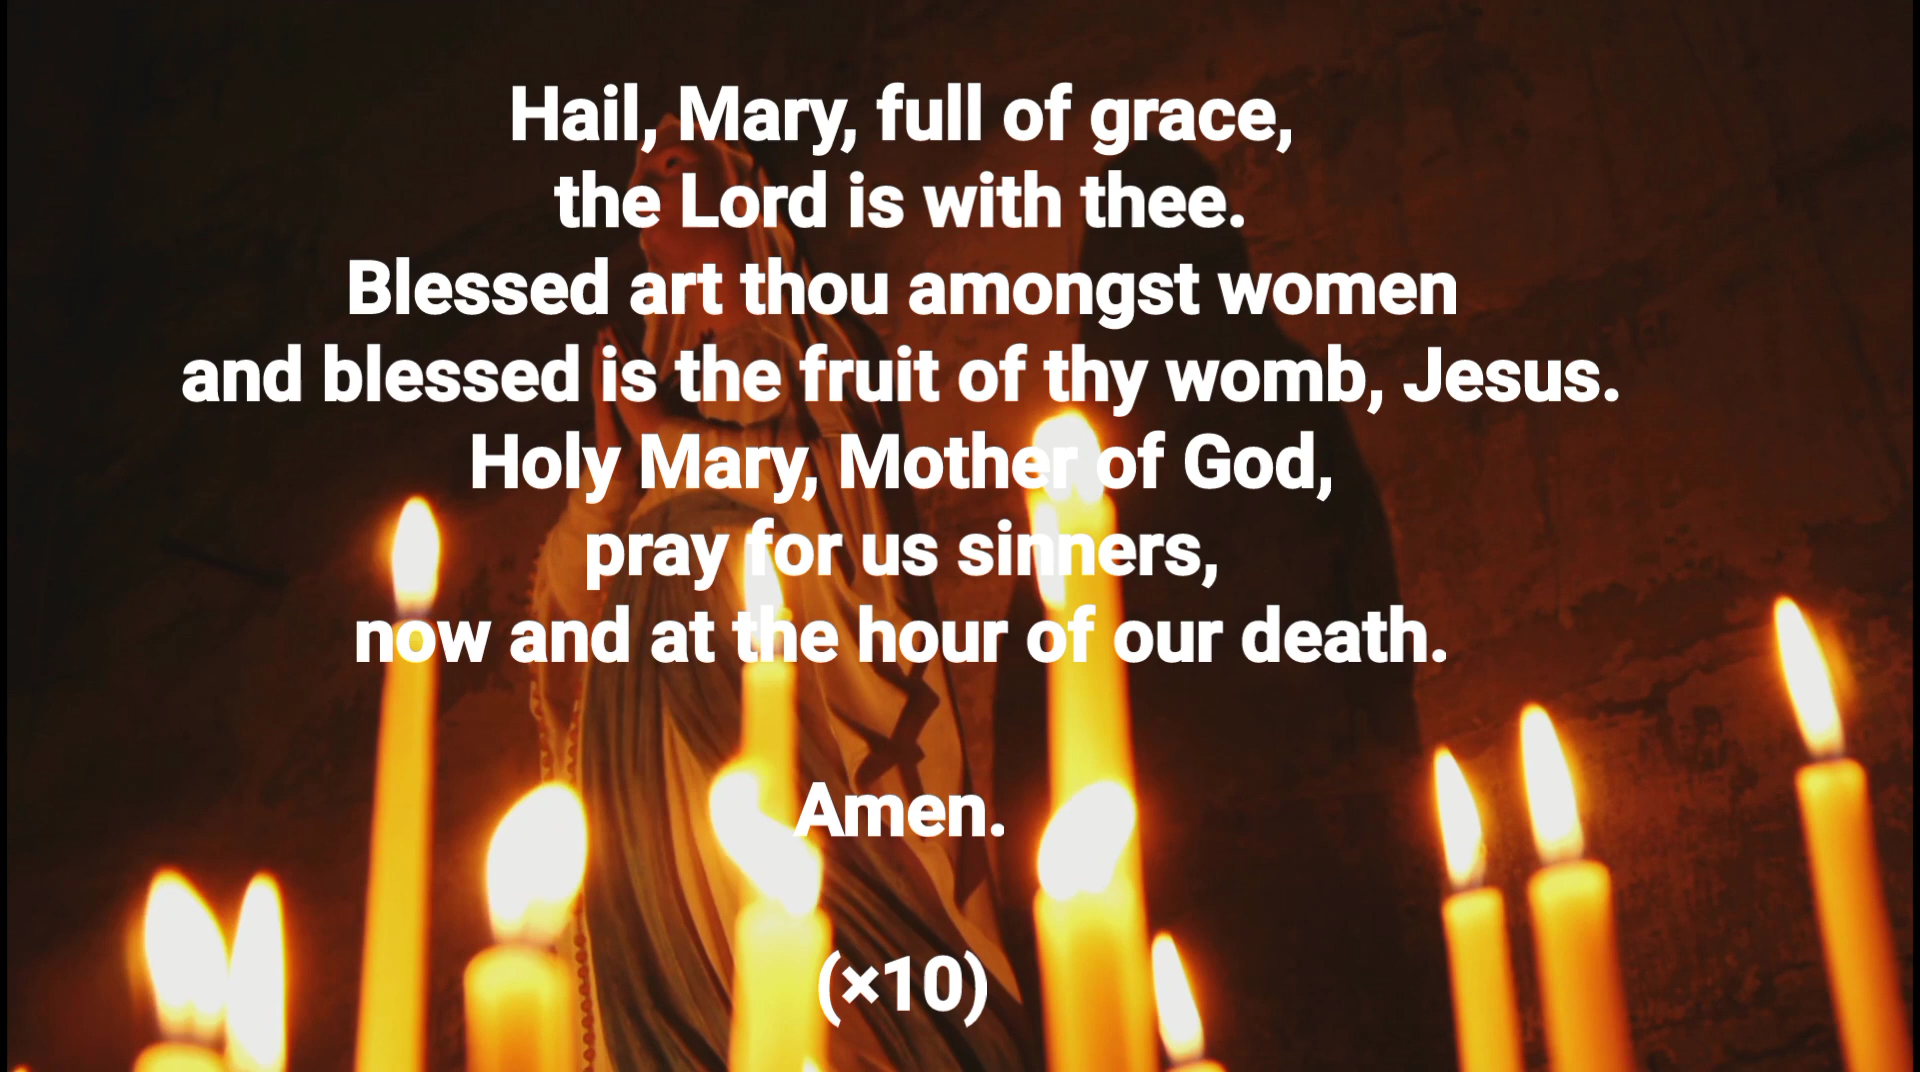 Hail, Mary, full of grace,
the Lord is with thee.
Blessed art thou amongst women
and blessed is the fruit of thy womb, Jesus.
Holy Mary, Mother of God,
pray for us sinners,
now and at the hour of our death.
Amen.
(×10)